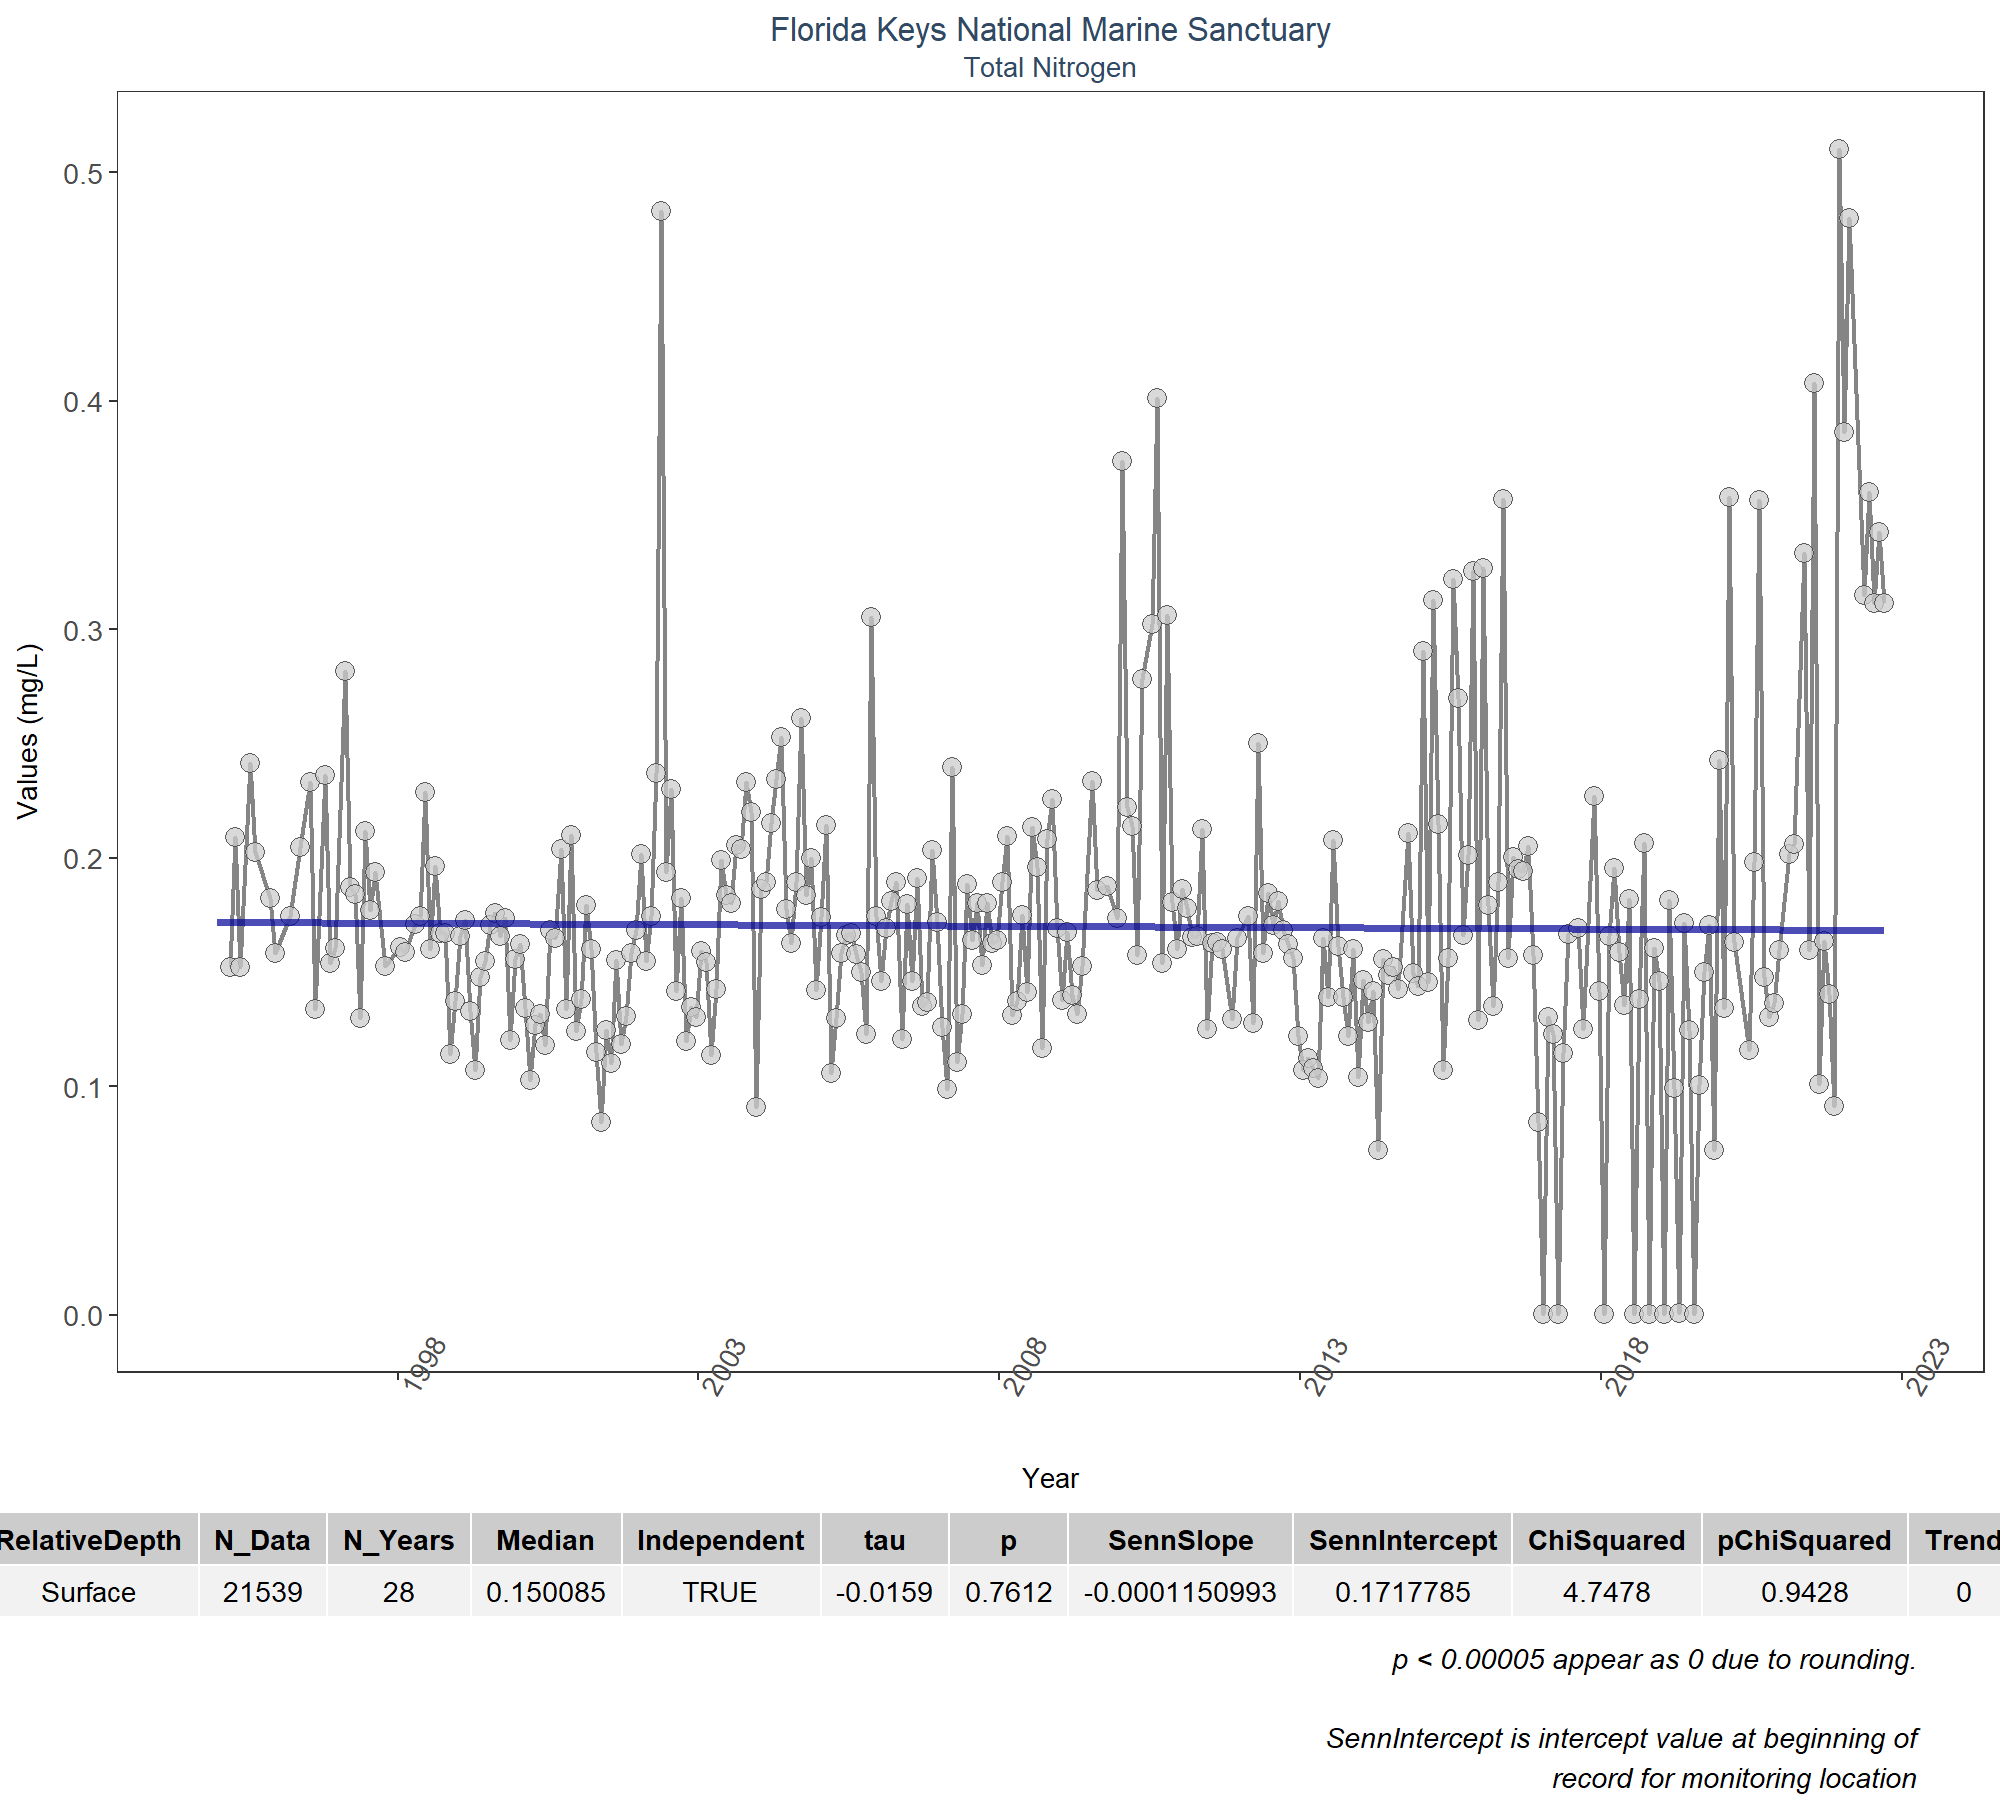 Florida Keys National Marine Sanctuary
Total Nitrogen
Values (mg/L)
0.5
0.4
0.3
0.2
0.1
0.0
1998 2003 2008 2013 2018 2023
Year
RelativeDepth N_Data N_Years Median Independent tau p SennSlope SennIntercept ChiSquared pChiSquared Trend
Surface 21539 28 0.150085 TRUE -0.0159 0.7612 -0.0001150993 0.1717785 4.7478 0.9428 0
p < 0.00005 appear as 0 due to rounding.
SennIntercept is intercept value at beginning of
record for monitoring location